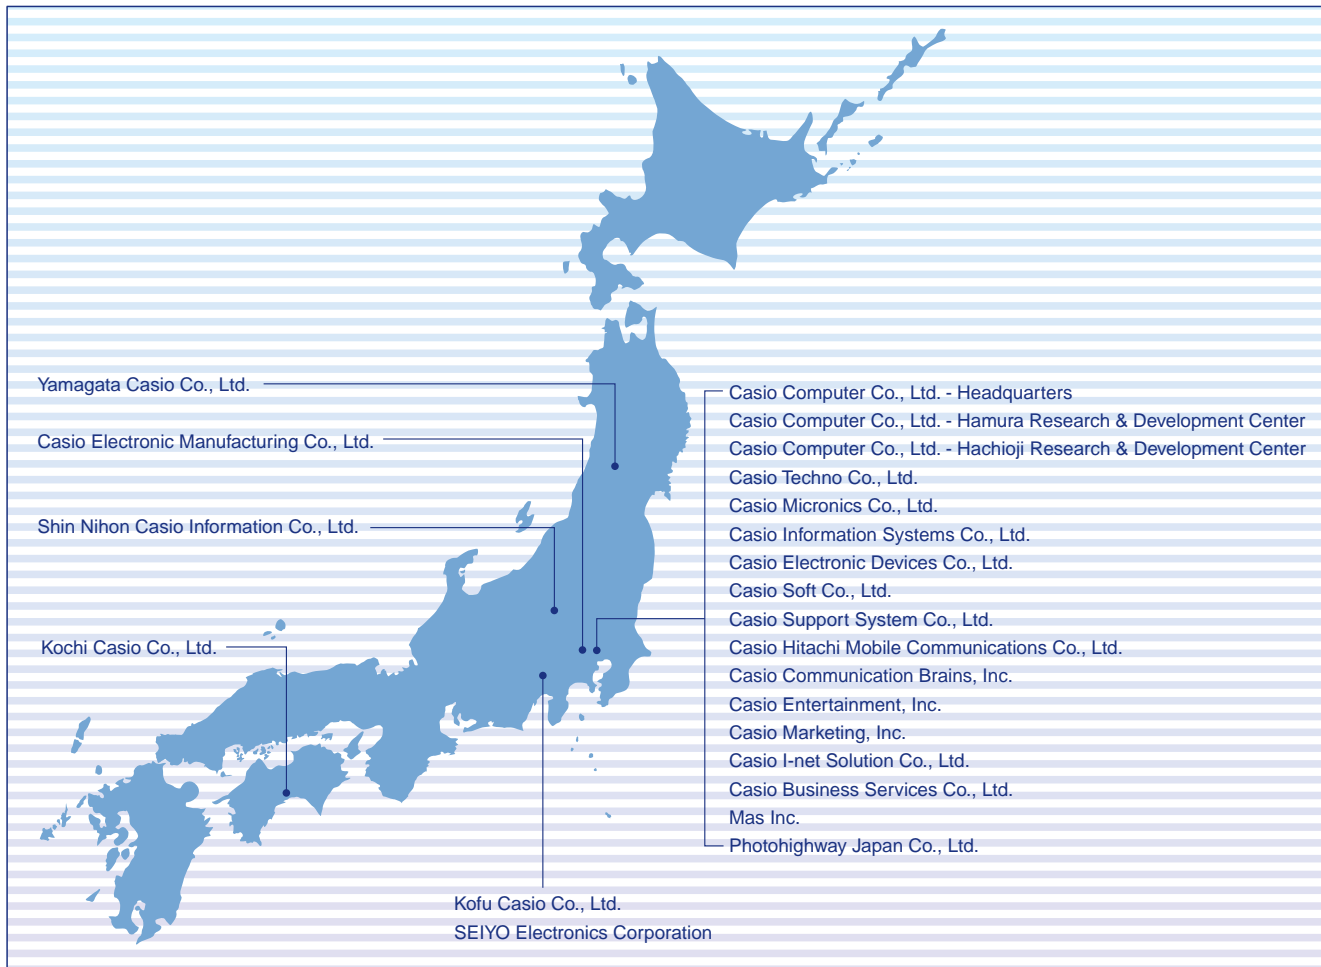 Yamagata Casio Co., Ltd.
Casio Electronic Manufacturing Co., Ltd.
Shin Nihon Casio Information Co., Ltd.
Kochi Casio Co., Ltd.
Casio Computer Co., Ltd. - Headquarters
Casio Computer Co., Ltd. - Hamura Research & Development Center
Casio Computer Co., Ltd. - Hachioji Research & Development Center
Casio Techno Co., Ltd.
Casio Micronics Co., Ltd.
Casio Information Systems Co., Ltd.
Casio Electronic Devices Co., Ltd.
Casio Soft Co., Ltd.
Casio Support System Co., Ltd.
Casio Hitachi Mobile Communications Co., Ltd.
Casio Communication Brains, Inc.
Casio Entertainment, Inc.
Casio Marketing, Inc.
Casio I-net Solution Co., Ltd.
Casio Business Services Co., Ltd.
Mas Inc.
Photohighway Japan Co., Ltd.
Kofu Casio Co., Ltd.
SEIYO Electronics Corporation